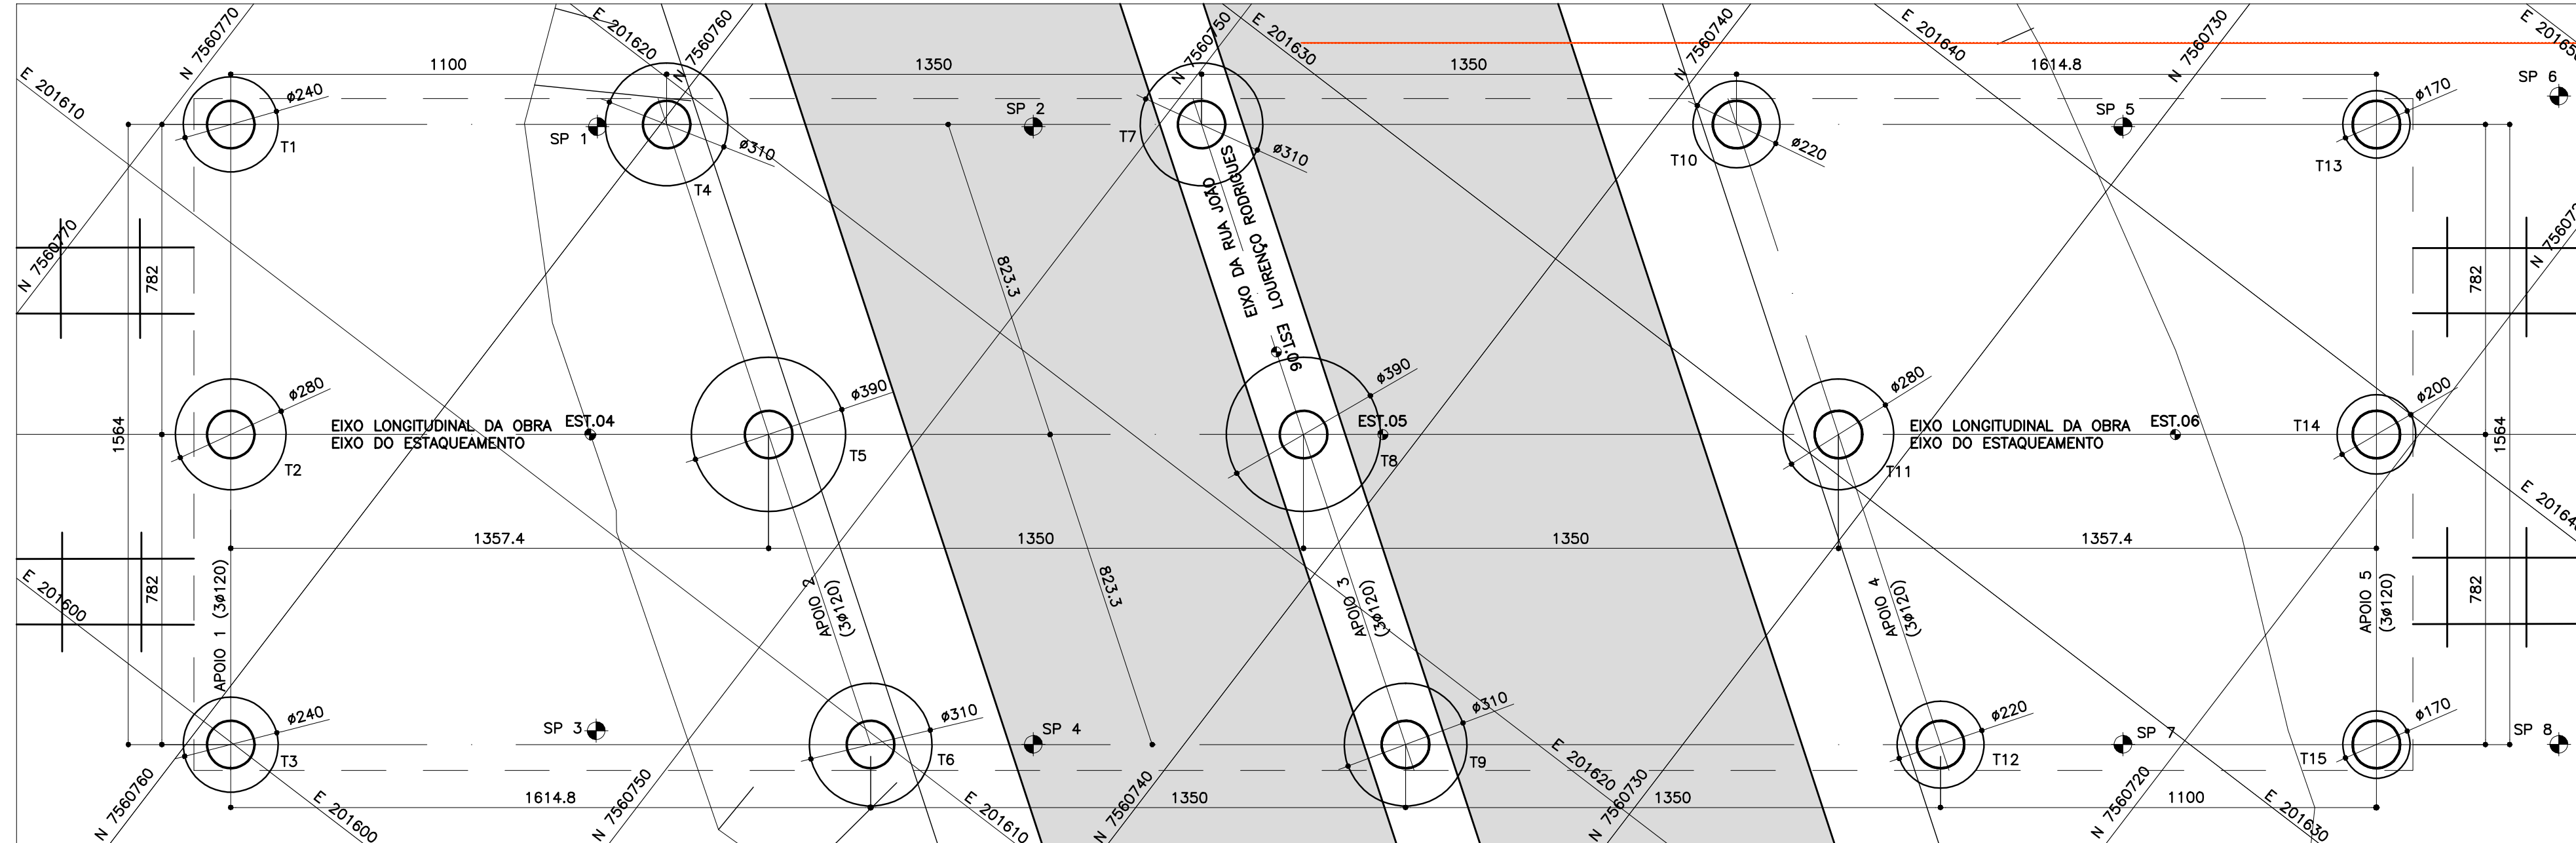 N 7560770
E 201620
N 7560760
N 7560750
E 201630
N 7560740
E 201640
N 7560730
1100
1350
1350
1614.8
SP 6
E 201610
ø240
ø170
SP 1
SP 2
SP 5
T1
T4
ø310
T7
ø310
T10
ø220
T13
N 7560770
782
EIXO DA RUA JOÃO
LOURENÇO RODRIGUES
823.3
782
EST.06
ø280
ø390
ø390
ø280
ø200
1564
EIXO LONGITUDINAL DA OBRA
EIXO DO ESTAQUEAMENTO
EST.04
EST.05
EIXO LONGITUDINAL DA OBRA
EIXO DO ESTAQUEAMENTO
EST.06
T14
1564
T2
T5
T8
T11
1357.4
1350
1350
1357.4
E 201600
782
APOIO 1 (3ø120)
APOIO 2
(3ø120)
823.3
APOIO 3
(3ø120)
APOIO 4
(3ø120)
APOIO 5
(3ø120)
782
ø240
ø310
ø310
ø220
ø170
SP 3
SP 4
SP 7
SP 8
T3
T6
T9
T12
T15
1614.8
1350
1350
1100
N 7560760
E 201600
N 7560750
E 201610
N 7560740
E 201620
N 7560730
N 7560720
E 201630